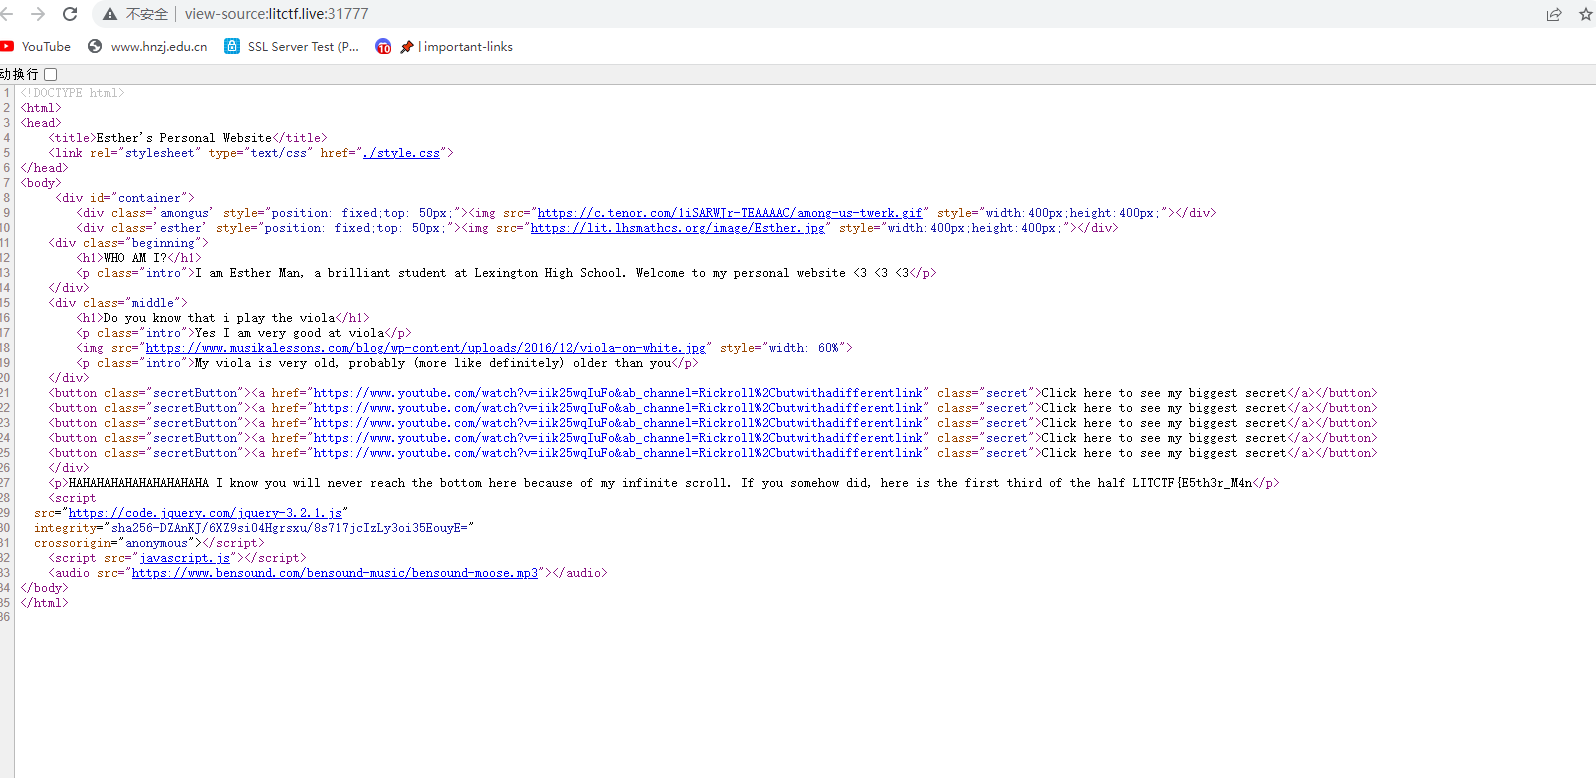 不安全 | view-source:litctf.live:31777
YouTube www.hnzj.edu.cn SSL Server Test (P... 10 | important-links
动换行
1 <!DOCTYPE html>
2 <html>
3 <head>
4 <title>Esther's Personal Website</title>
5 <link rel="stylesheet" type="text/css" href="./style.css">
6 </head>
7 <body>
8 <div id="container">
9 <div class='amongus' style="position: fixed;top: 50px;"><img src="https://c.tenor.com/1iSARWJr-TEAAAAC/among-us-twerk.gif" style="width:400px;height:400px;"></div>
10 <div class='esther' style="position: fixed;top: 50px;"><img src="https://lit.lhsmathcs.org/image/Esther.jpg" style="width:400px;height:400px;"></div>
11 <div class="beginning">
12 <h1>WHO AM I?</h1>
13 <p class="intro">I am Esther Man, a brilliant student at Lexington High School. Welcome to my personal website <3 <3 <3</p>
14 </div>
15 <div class="middle">
16 <h1>Do you know that i play the viola</h1>
17 <p class="intro">Yes I am very good at viola</p>
18 <img src="https://www.musikalessons.com/blog/wp-content/uploads/2016/12/viola-on-white.jpg" style="width: 60%">
19 <p class="intro">My viola is very old, probably (more like definitely) older than you</p>
20 </div>
21 <button class="secretButton"><a href="https://www.youtube.com/watch?v=iik25wqIuFo&ab_channel=Rickroll%2Cbutwithadifferentlink" class="secret">Click here to see my biggest secret</a></button>
22 <button class="secretButton"><a href="https://www.youtube.com/watch?v=iik25wqIuFo&ab_channel=Rickroll%2Cbutwithadifferentlink" class="secret">Click here to see my biggest secret</a></button>
23 <button class="secretButton"><a href="https://www.youtube.com/watch?v=iik25wqIuFo&ab_channel=Rickroll%2Cbutwithadifferentlink" class="secret">Click here to see my biggest secret</a></button>
24 <button class="secretButton"><a href="https://www.youtube.com/watch?v=iik25wqIuFo&ab_channel=Rickroll%2Cbutwithadifferentlink" class="secret">Click here to see my biggest secret</a></button>
25 <button class="secretButton"><a href="https://www.youtube.com/watch?v=iik25wqIuFo&ab_channel=Rickroll%2Cbutwithadifferentlink" class="secret">Click here to see my biggest secret</a></button>
26 </div>
27 <p>HAHAHAHAHAHAHAHAHAHA I know you will never reach the bottom here because of my infinite scroll. If you somehow did, here is the first third of the half LITCTF{E5th3r_M4n</p>
28 <script
29 src="https://code.jquery.com/jquery-3.2.1.js"
30 integrity="sha256-DZAnKJ/6XZ9si04Hgrsxu/8s717jcIzLy3oi35EouyE="
31 crossorigin="anonymous"></script>
32 <script src="javascript.js"></script>
33 <audio src="https://www.bensound.com/bensound-music/bensound-moose.mp3"></audio>
34 </body>
35 </html>
36